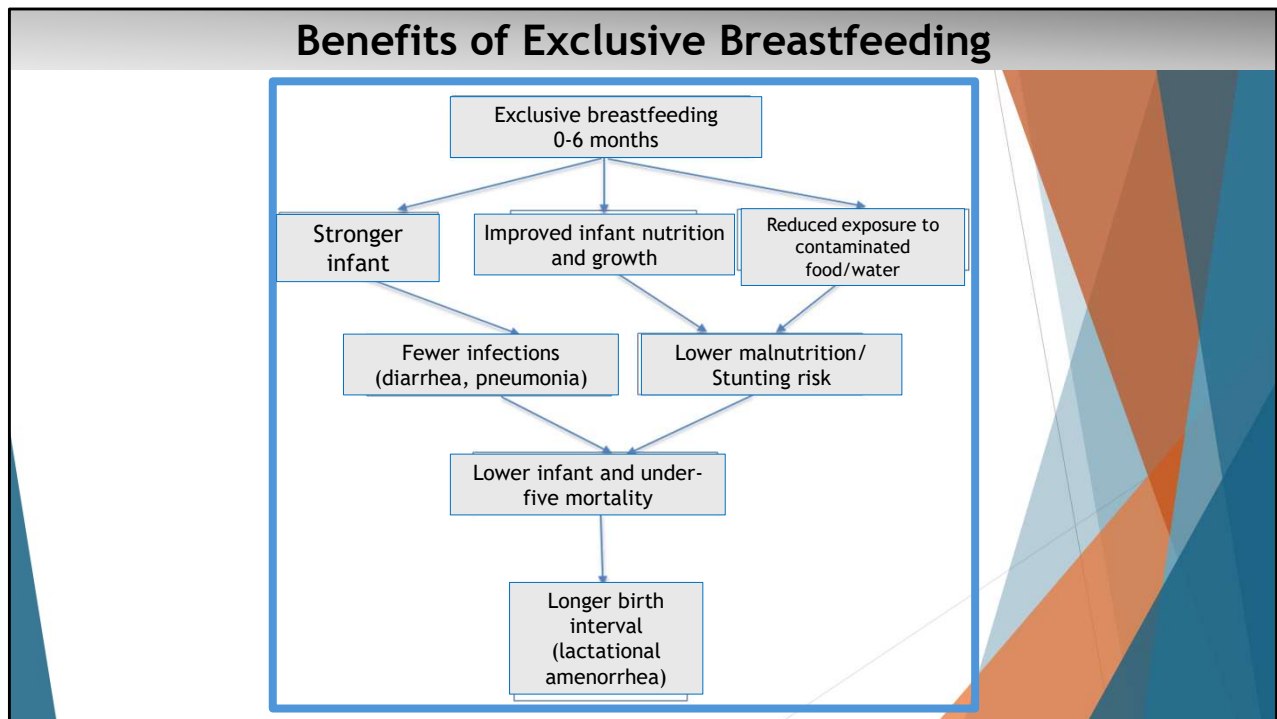 Benefits of Exclusive Breastfeeding
Exclusive breastfeeding
0-6 months
Stronger
infant
Improved infant nutrition
and growth
Reduced exposure to
contaminated
food/water
Fewer infections
(diarrhea, pneumonia)
Lower malnutrition/
Stunting risk
Lower infant and under-
five mortality
Longer birth
interval
(lactational
amenorrhea)